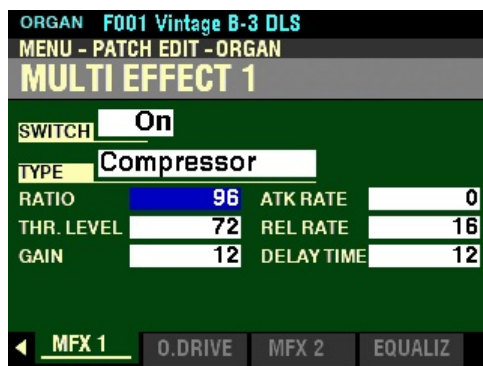 ORGAN F001 Vintage B-3 DLS
MENU - PATCH EDIT - ORGAN
MULTI EFFECT 1
SWITCH On
TYPE Compressor
RATIO 96 ATK RATE 0
THR. LEVEL 72 REL RATE 16
GAIN 12 DELAY TIME 12
MFX 1 O.DRIVE MFX 2 EQUALIZ